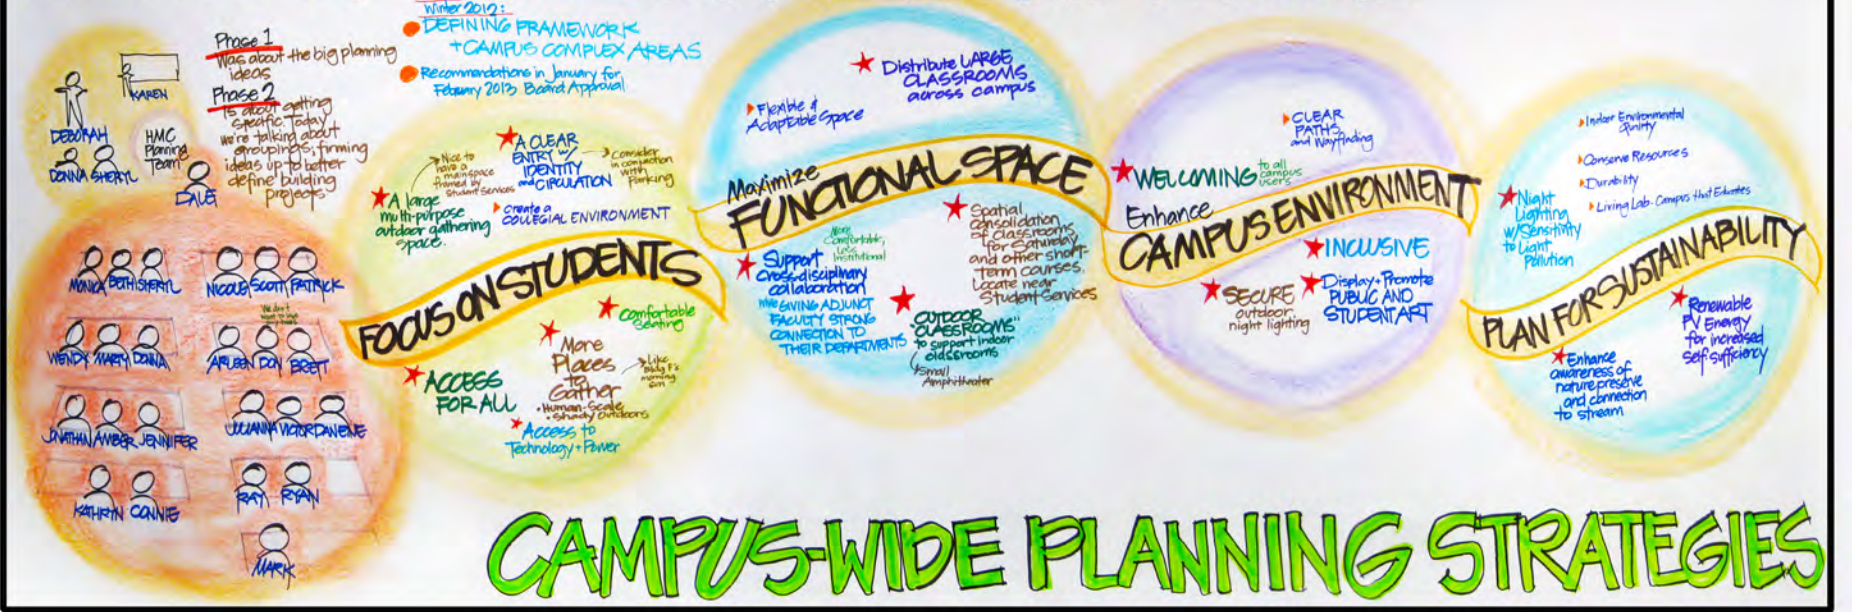 Winter 2012:
DEFINING FRAMEWORK
+ CAMPUS COMPLEX AREAS
Recommendations in January for
February 2013 Board Approval
Phase 1
Was about the big planning
ideas
Phase 2
Is about getting
specific. Today
we're talking about
groupings, firming
ideas up to better
define building
projects
KAREN
DEBORAH
DONNA SHERYL
HMC
Planning
Team
DALE
MONICA BETH SHERYL
NICOLE SCOTT PATRICK
WENDY MARTY DONNA
ARLEEN DON BRETT
JONATHAN AMBER JENNIFER
JULIANNA VICTOR DANENE
KATHRYN CONNIE
RAY RYAN
MARK
FOCUS ON STUDENTS
A CLEAR
ENTRY w/
IDENTITY
and CIRCULATION
Consider
in conjunction
with
Parking
Nice to
have a
main space
framed by
Student Services
A large
multi-purpose
outdoor gathering
space.
Create a
COLLEGIAL ENVIRONMENT
Comfortable
Seating
More
Places
to
Gather
• Human-Scale
• Shady Outdoors
Like
Bldg F's
morning
sun
ACCESS
FOR ALL
Access to
Technology + Power
Maximize
FUNCTIONAL SPACE
Distribute LARGE
CLASSROOMS
across campus
Flexible &
Adaptable Space
More
Comfortable,
Less
Institutional
Support
Cross-disciplinary
collaboration
while GIVING ADJUNCT
FACULTY STRONG
CONNECTION TO
THEIR DEPARTMENTS
Spatial
consolidation
of classrooms
for Saturday
and other short-
term courses.
Locate near
Student Services
OUTDOOR
"CLASSROOMS"
to support indoor
classrooms
Small
Amphitheater
Enhance
CAMPUS ENVIRONMENT
CLEAR
PATHS
and Wayfinding
WELCOMING
to all
campus
users
INCLUSIVE
SECURE
outdoor
night lighting
Display + Promote
PUBLIC AND
STUDENT ART
PLAN FOR SUSTAINABILITY
Indoor Environmental
Quality
Conserve Resources
Durability
Living Lab - Campus that Educates
Night
Lighting
w/Sensitivity
to Light
Pollution
Renewable
PV Energy
for increased
self sufficiency
Enhance
awareness of
nature preserve
and connection
to stream
CAMPUS-WIDE PLANNING STRATEGIES